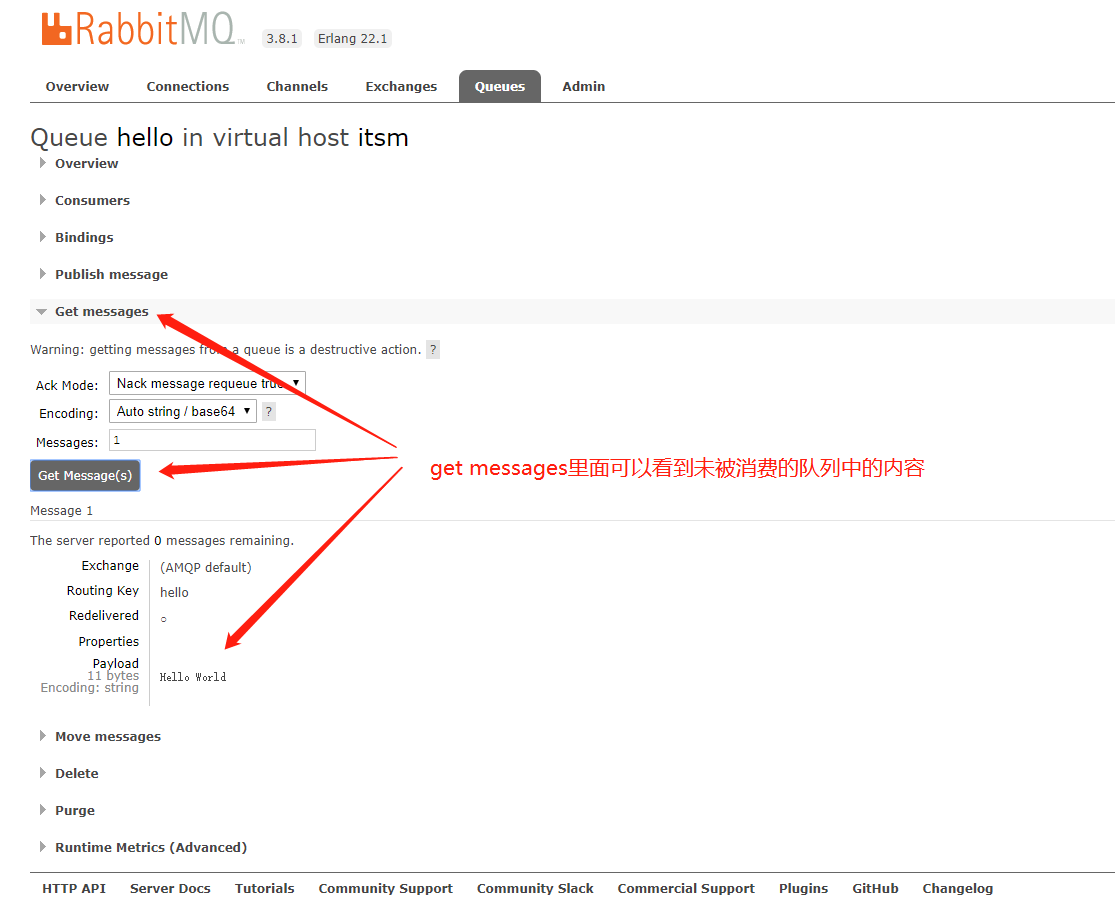 RabbitMQ TM 3.8.1 Erlang 22.1
Overview Connections Channels Exchanges Queues Admin
Queue hello in virtual host itsm
Overview
Consumers
Bindings
Publish message
Get messages
Warning: getting messages from a queue is a destructive action. ?
Ack Mode: Nack message requeue true
Encoding: Auto string / base64 ?
Messages: 1
Get Message(s)
get messages里面可以看到未被消费的队列中的内容
Message 1
The server reported 0 messages remaining.
Exchange (AMQP default)
Routing Key hello
Redelivered ○
Properties
Payload
11 bytes
Encoding: string
Hello World
Move messages
Delete
Purge
Runtime Metrics (Advanced)
HTTP API Server Docs Tutorials Community Support Community Slack Commercial Support Plugins GitHub Changelog